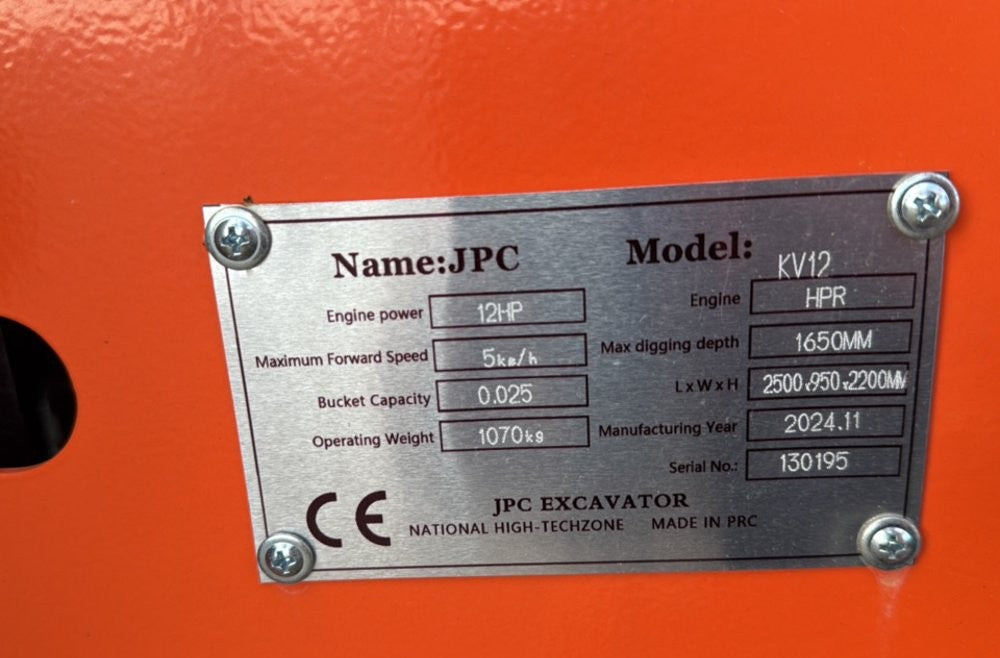 Name:JPC Model: KV12
Engine power 12HP Engine HPR
Maximum Forward Speed 5km/h Max digging depth 1650MM
Bucket Capacity 0.025 LxWxH 2500x950x2200MM
Operating Weight 1070kg Manufacturing Year 2024.11
Serial No.: 130195
CE JPC EXCAVATOR
NATIONAL HIGH-TECHZONE MADE IN PRC